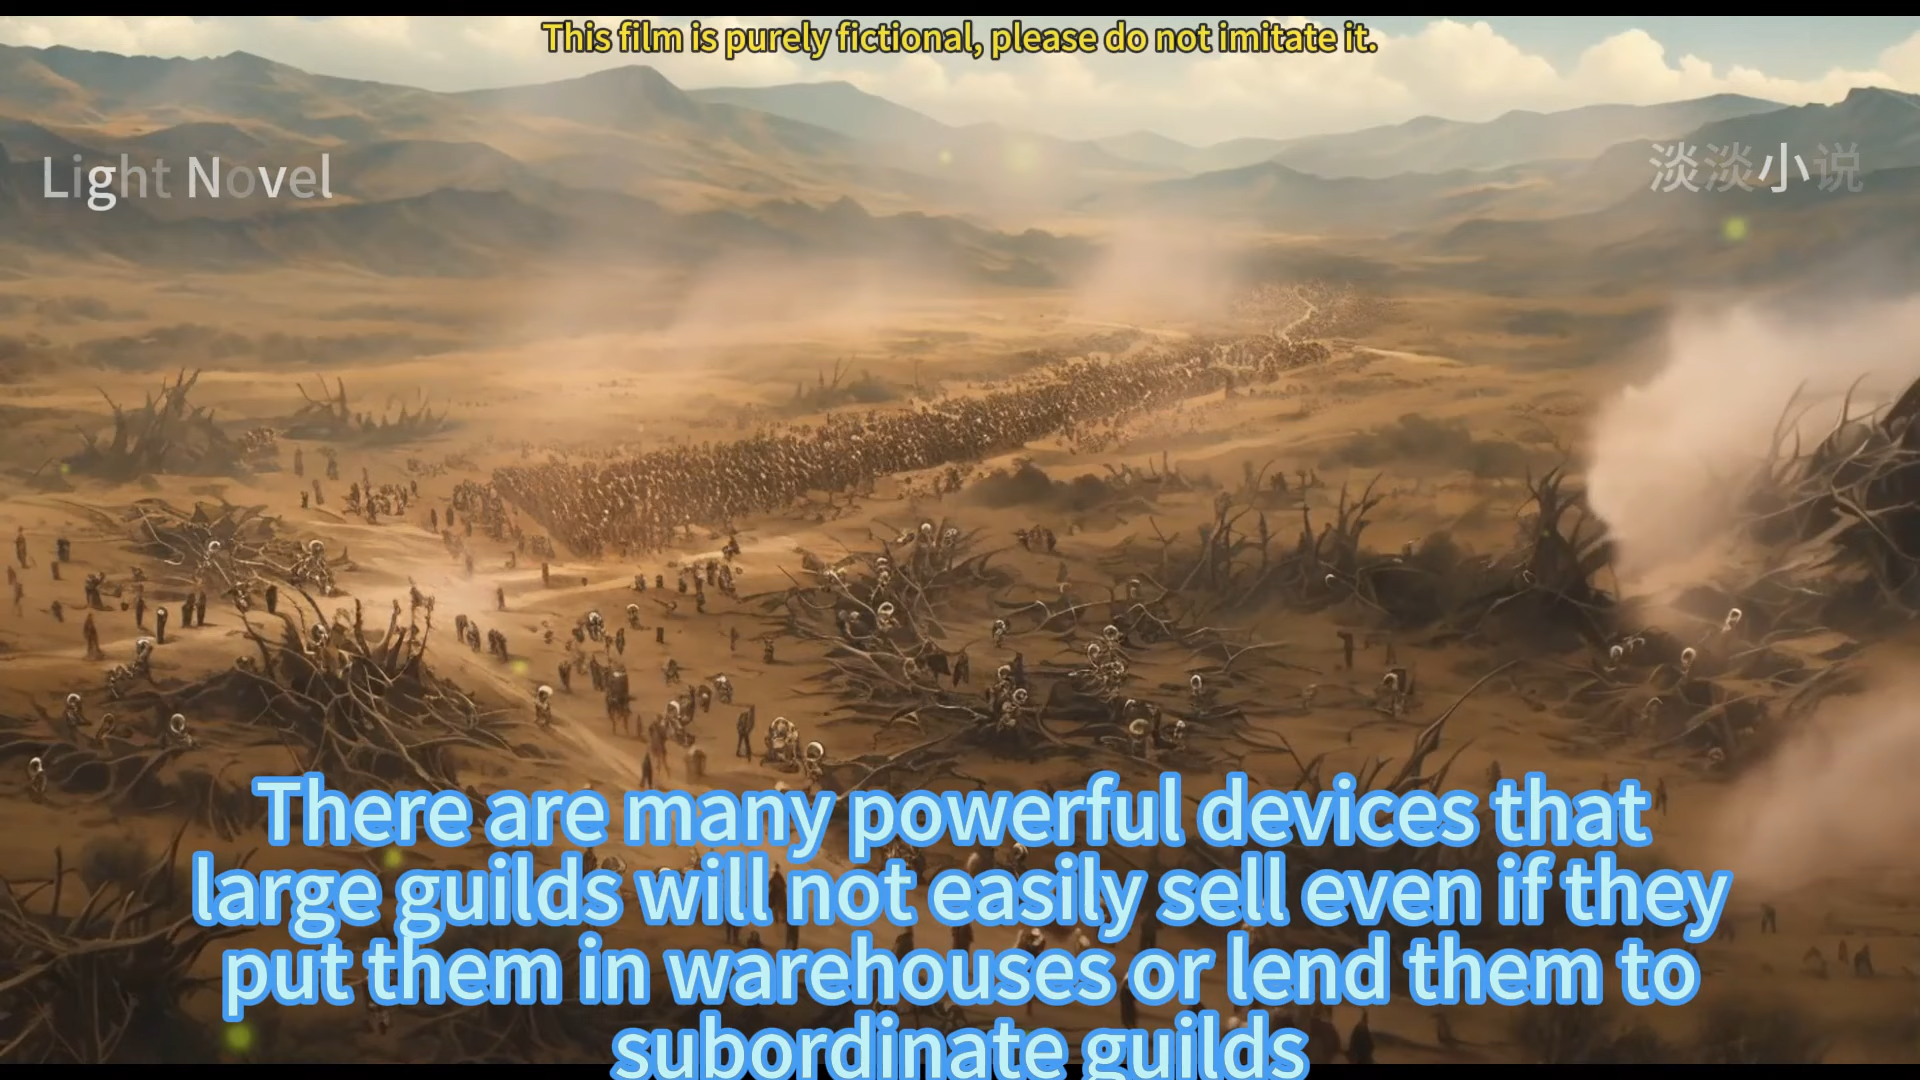 This film is purely fictional, please do not imitate it.
Light Novel
淡淡小说
There are many powerful devices that
large guilds will not easily sell even if they
put them in warehouses or lend them to
subordinate guilds